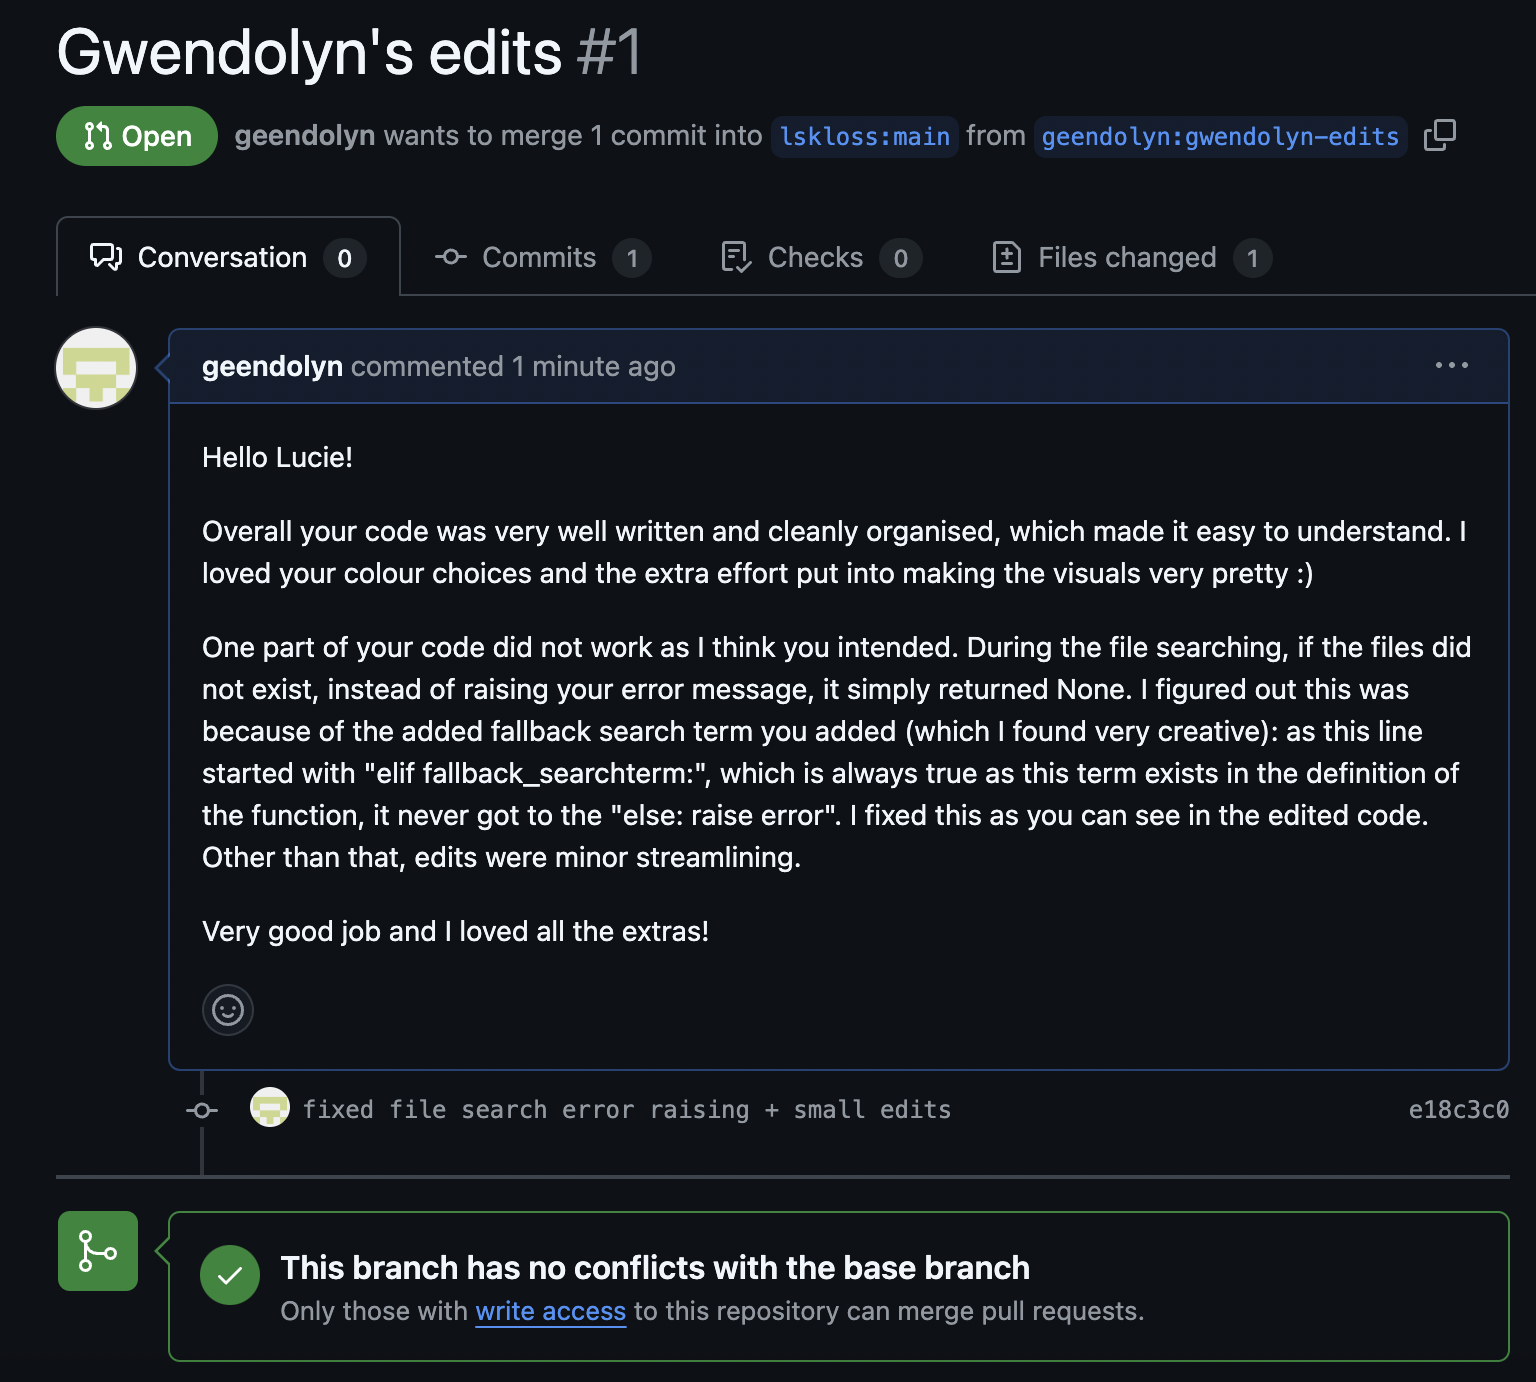 Gwendolyn's edits #1
Open geendolyn wants to merge 1 commit into lskloss:main from geendolyn:gwendolyn-edits
Conversation 0 Commits 1 Checks 0 Files changed 1
geendolyn commented 1 minute ago
Hello Lucie!
Overall your code was very well written and cleanly organised, which made it easy to understand. I
loved your colour choices and the extra effort put into making the visuals very pretty :)
One part of your code did not work as I think you intended. During the file searching, if the files did
not exist, instead of raising your error message, it simply returned None. I figured out this was
because of the added fallback search term you added (which I found very creative): as this line
started with "elif fallback_searchterm:", which is always true as this term exists in the definition of
the function, it never got to the "else: raise error". I fixed this as you can see in the edited code.
Other than that, edits were minor streamlining.
Very good job and I loved all the extras!
fixed file search error raising + small edits e18c3c0
This branch has no conflicts with the base branch
Only those with write access to this repository can merge pull requests.